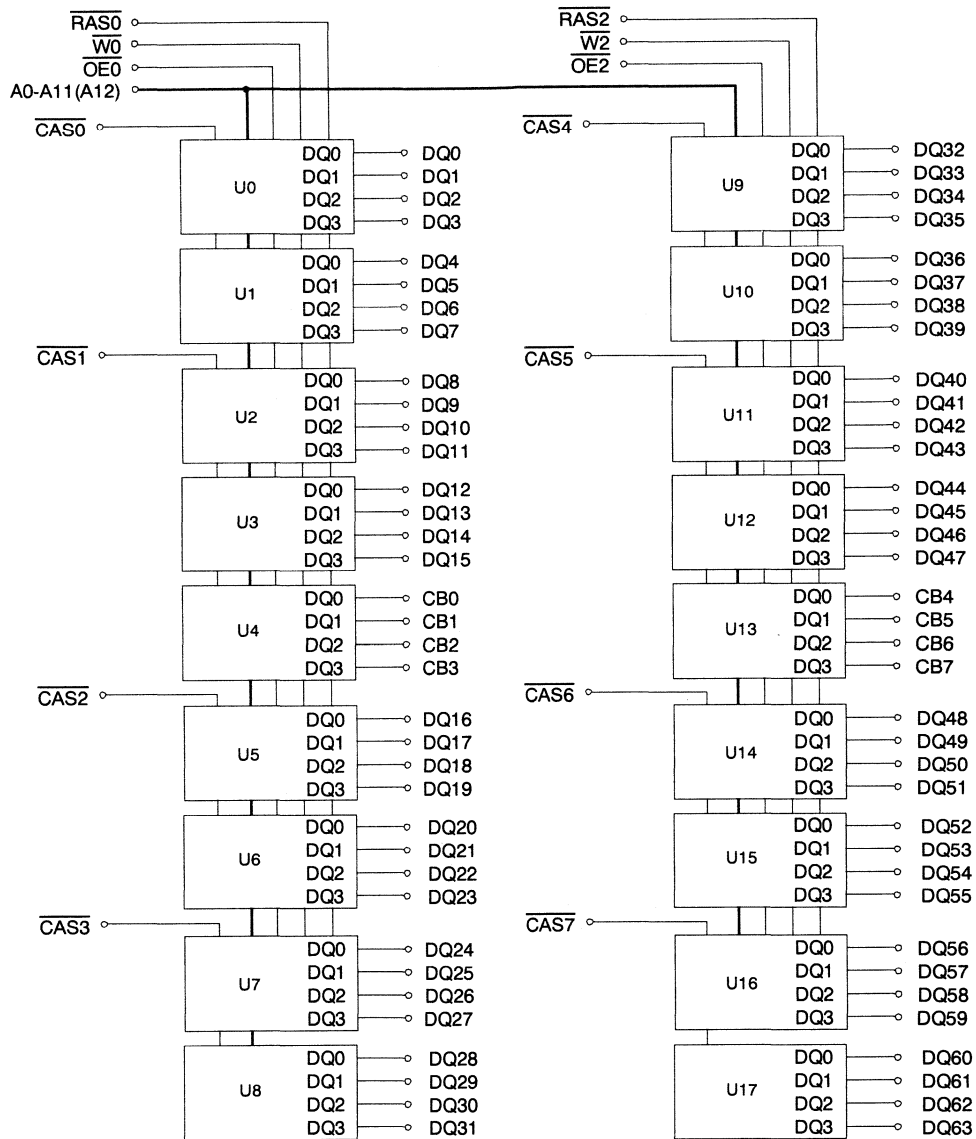 RAS0
W0
OE0
A0-A11(A12)
CAS0
U0
DQ0 DQ0
DQ1 DQ1
DQ2 DQ2
DQ3 DQ3
U1
DQ0 DQ4
DQ1 DQ5
DQ2 DQ6
DQ3 DQ7
CAS1
U2
DQ0 DQ8
DQ1 DQ9
DQ2 DQ10
DQ3 DQ11
U3
DQ0 DQ12
DQ1 DQ13
DQ2 DQ14
DQ3 DQ15
U4
DQ0 CB0
DQ1 CB1
DQ2 CB2
DQ3 CB3
CAS2
U5
DQ0 DQ16
DQ1 DQ17
DQ2 DQ18
DQ3 DQ19
U6
DQ0 DQ20
DQ1 DQ21
DQ2 DQ22
DQ3 DQ23
CAS3
U7
DQ0 DQ24
DQ1 DQ25
DQ2 DQ26
DQ3 DQ27
U8
DQ0 DQ28
DQ1 DQ29
DQ2 DQ30
DQ3 DQ31
RAS2
W2
OE2
CAS4
U9
DQ0 DQ32
DQ1 DQ33
DQ2 DQ34
DQ3 DQ35
U10
DQ0 DQ36
DQ1 DQ37
DQ2 DQ38
DQ3 DQ39
CAS5
U11
DQ0 DQ40
DQ1 DQ41
DQ2 DQ42
DQ3 DQ43
U12
DQ0 DQ44
DQ1 DQ45
DQ2 DQ46
DQ3 DQ47
U13
DQ0 CB4
DQ1 CB5
DQ2 CB6
DQ3 CB7
CAS6
U14
DQ0 DQ48
DQ1 DQ49
DQ2 DQ50
DQ3 DQ51
U15
DQ0 DQ52
DQ1 DQ53
DQ2 DQ54
DQ3 DQ55
CAS7
U16
DQ0 DQ56
DQ1 DQ57
DQ2 DQ58
DQ3 DQ59
U17
DQ0 DQ60
DQ1 DQ61
DQ2 DQ62
DQ3 DQ63